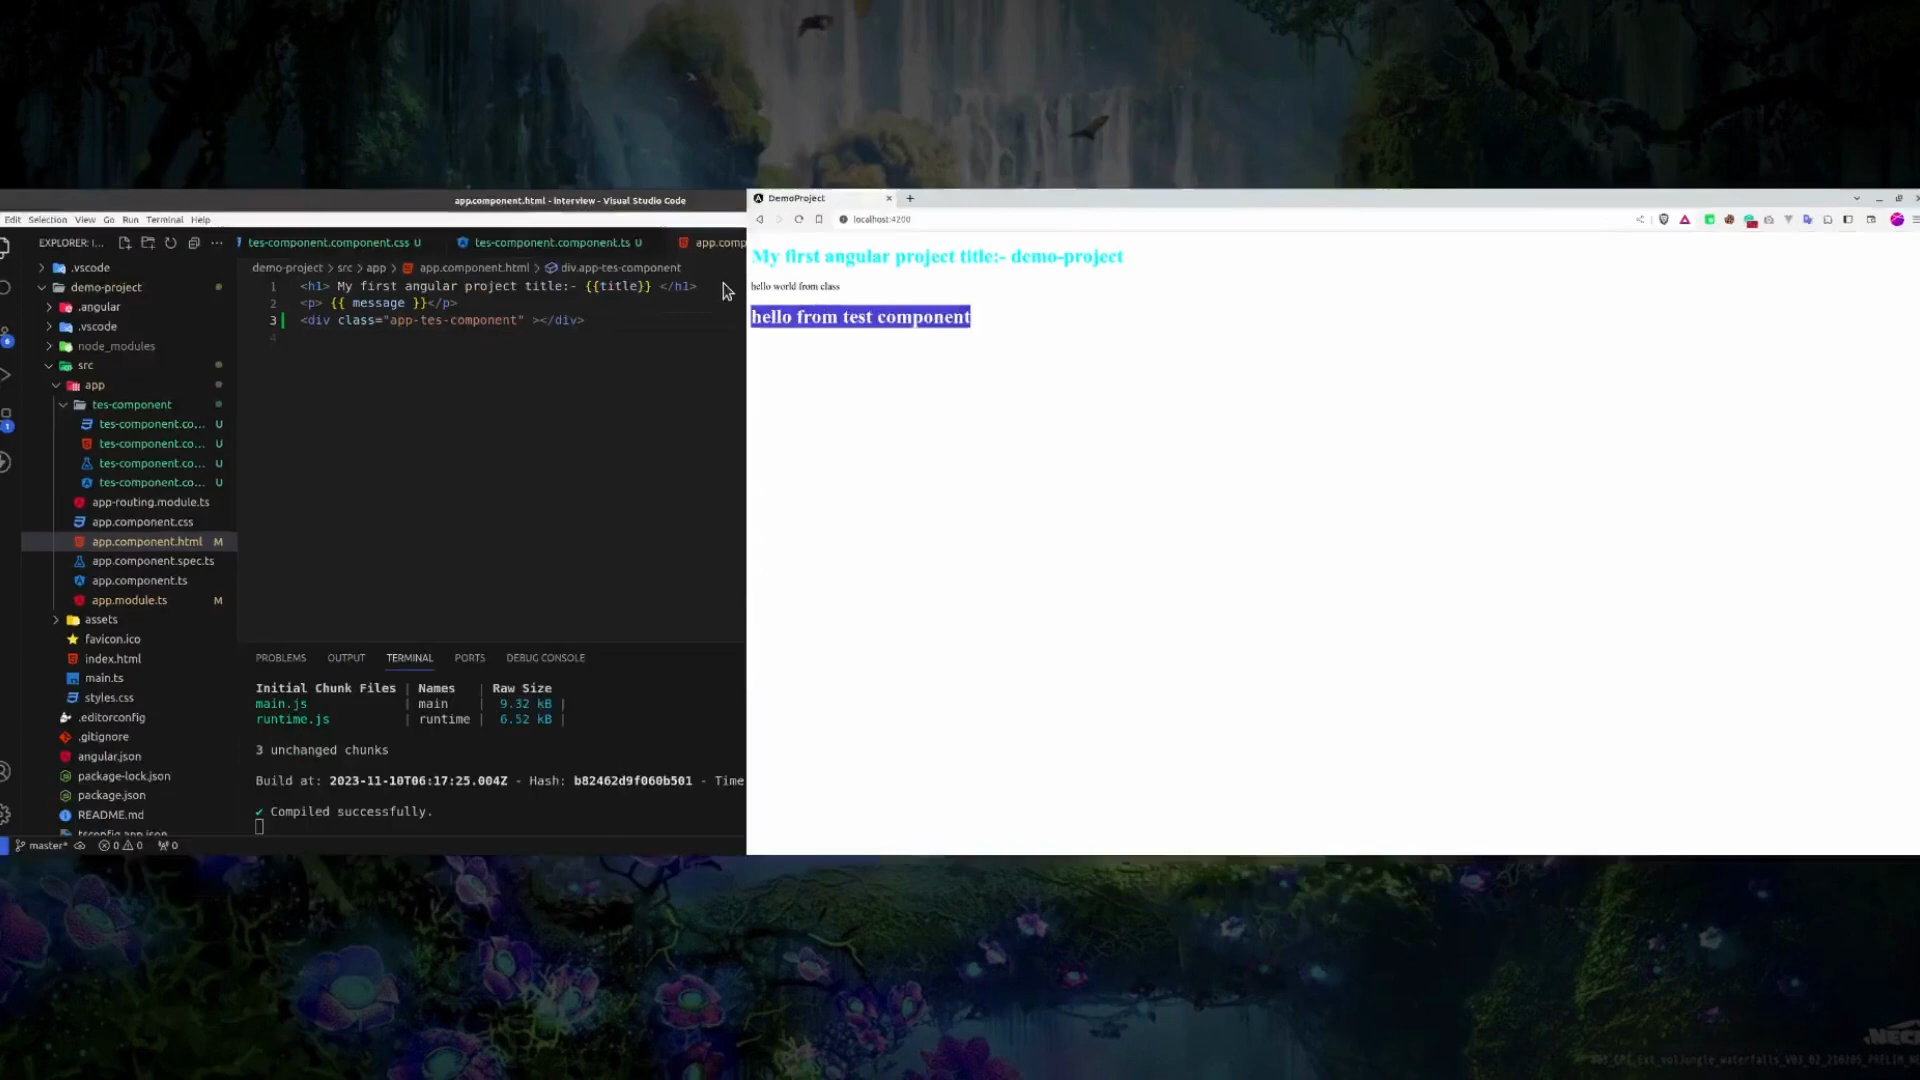 app.component.html - interview - Visual Studio Code
Edit Selection View Go Run Terminal Help
EXPLORER: I...
.vscode
demo-project
.angular
.vscode
node_modules
src
app
tes-component
tes-component.co... U
tes-component.co... U
tes-component.co... U
tes-component.co... U
app-routing.module.ts
app.component.css
app.component.html M
app.component.spec.ts
app.component.ts
app.module.ts M
assets
favicon.ico
index.html
main.ts
styles.css
.editorconfig
.gitignore
angular.json
package-lock.json
package.json
README.md
tsconfig.app.json
tes-component.component.css U tes-component.component.ts U app.comp
demo-project > src > app > app.component.html > div.app-tes-component
1 <h1> My first angular project title:- {{title}} </h1>
2 <p> {{ message }}</p>
3 <div class="app-tes-component" ></div>
4
PROBLEMS OUTPUT TERMINAL PORTS DEBUG CONSOLE
Initial Chunk Files | Names | Raw Size
main.js | main | 9.32 kB |
runtime.js | runtime | 6.52 kB |
3 unchanged chunks
Build at: 2023-11-10T06:17:25.004Z - Hash: b82462d9f060b501 - Time
✔ Compiled successfully.
master* 0 0 0
DemoProject
localhost:4200
My first angular project title:- demo-project
hello world from class
hello from test component